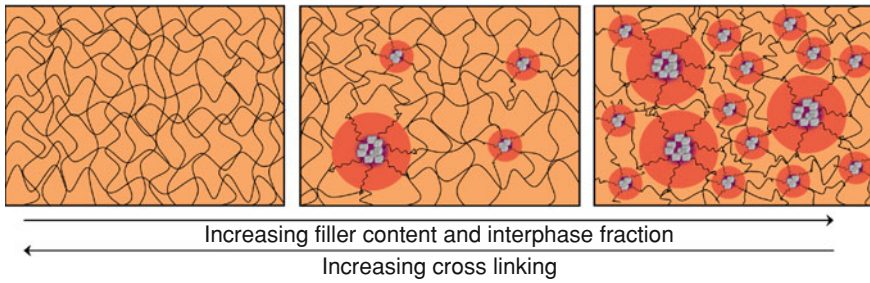 Increasing filler content and interphase fraction
Increasing cross linking